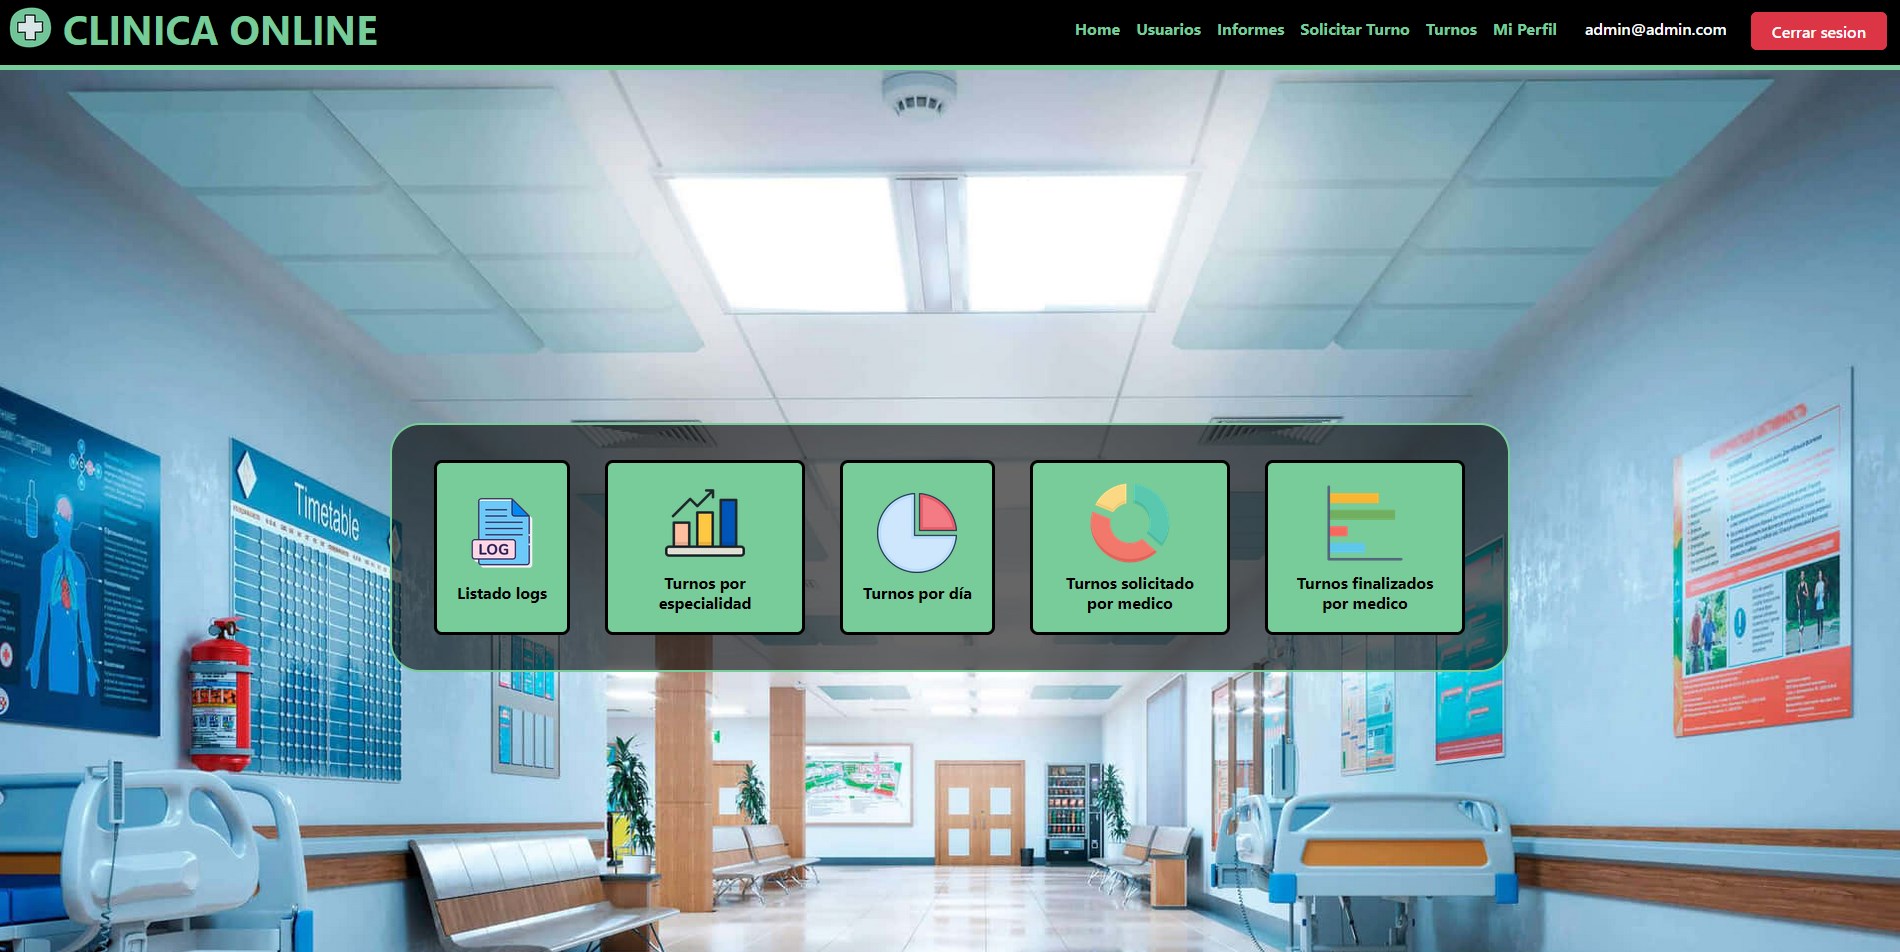 CLINICA ONLINE
Home Usuarios Informes Solicitar Turno Turnos Mi Perfil admin@admin.com Cerrar sesion
Timetable
LOG
Listado logs
Turnos por
especialidad
Turnos por día
Turnos solicitado
por medico
Turnos finalizados
por medico